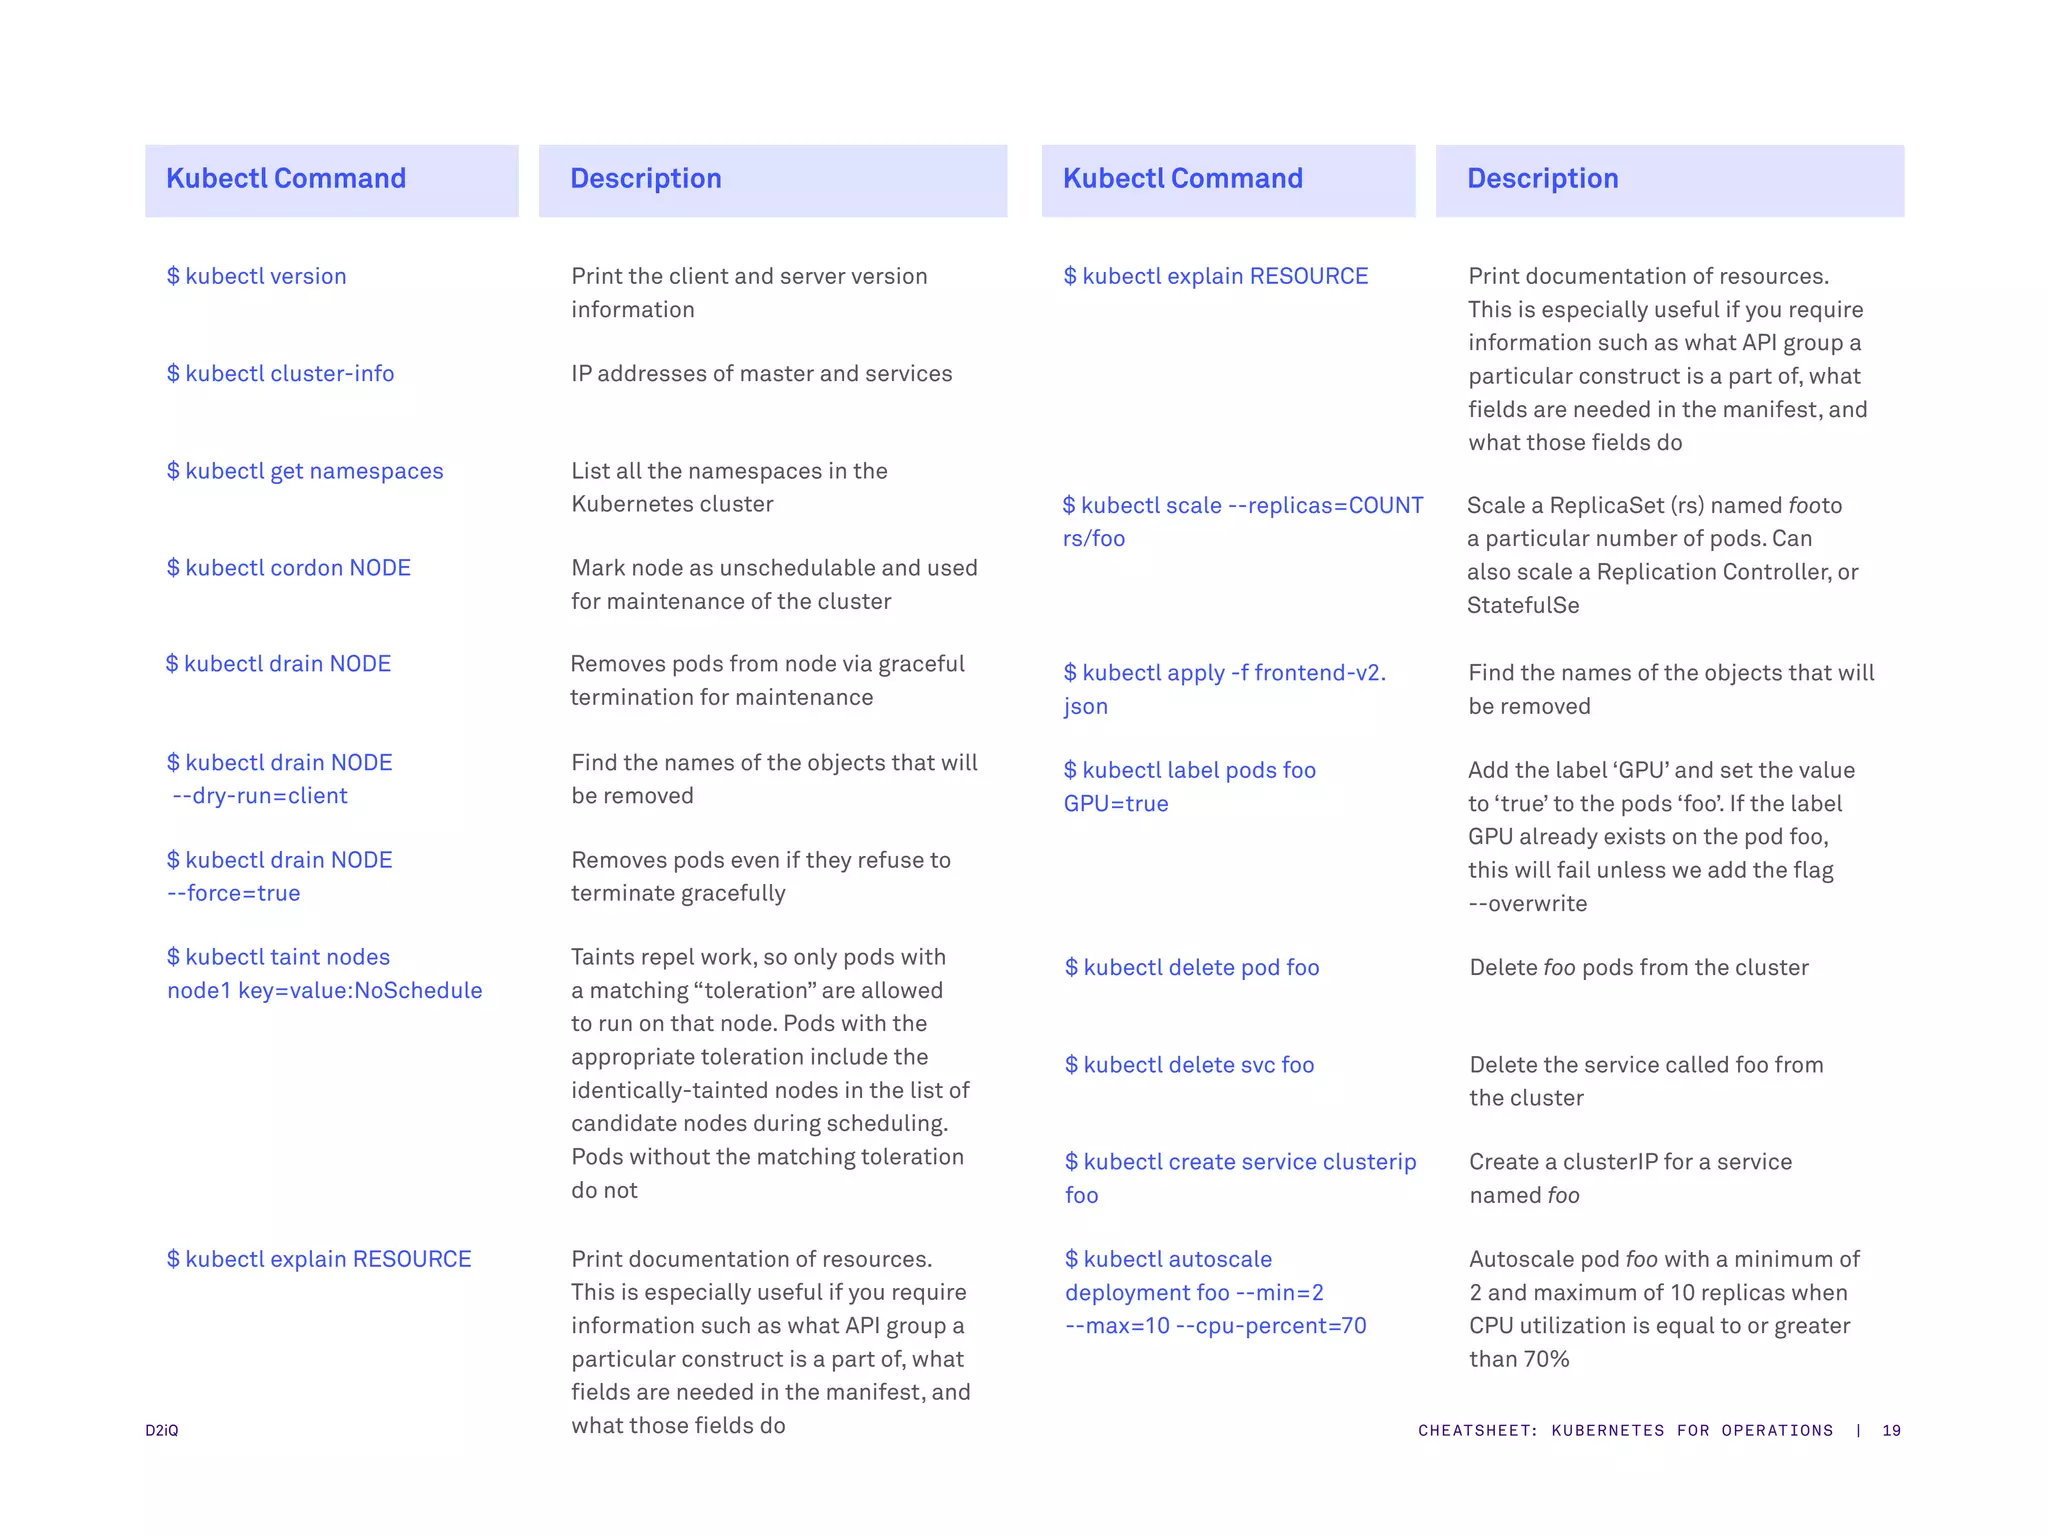 Kubectl Command
Description
$ kubectl version
Print the client and server version
information
$ kubectl cluster-info
IP addresses of master and services
$ kubectl get namespaces
List all the namespaces in the
Kubernetes cluster
$ kubectl cordon NODE
Mark node as unschedulable and used
for maintenance of the cluster
$ kubectl drain NODE
Removes pods from node via graceful
termination for maintenance
$ kubectl drain NODE
--dry-run=client
Find the names of the objects that will
be removed
$ kubectl drain NODE
--force=true
Removes pods even if they refuse to
terminate gracefully
$ kubectl taint nodes
node1 key=value:NoSchedule
Taints repel work, so only pods with
a matching “toleration” are allowed
to run on that node. Pods with the
appropriate toleration include the
identically-tainted nodes in the list of
candidate nodes during scheduling.
Pods without the matching toleration
do not
$ kubectl explain RESOURCE
Print documentation of resources.
This is especially useful if you require
information such as what API group a
particular construct is a part of, what
fields are needed in the manifest, and
what those fields do
Kubectl Command
Description
$ kubectl explain RESOURCE
Print documentation of resources.
This is especially useful if you require
information such as what API group a
particular construct is a part of, what
fields are needed in the manifest, and
what those fields do
$ kubectl scale --replicas=COUNT
rs/foo
Scale a ReplicaSet (rs) named footo
a particular number of pods. Can
also scale a Replication Controller, or
StatefulSe
$ kubectl apply -f frontend-v2.
json
Find the names of the objects that will
be removed
$ kubectl label pods foo
GPU=true
Add the label ‘GPU’ and set the value
to ‘true’ to the pods ‘foo’. If the label
GPU already exists on the pod foo,
this will fail unless we add the flag
--overwrite
$ kubectl delete pod foo
Delete foo pods from the cluster
$ kubectl delete svc foo
Delete the service called foo from
the cluster
$ kubectl create service clusterip
foo
Create a clusterIP for a service
named foo
$ kubectl autoscale
deployment foo --min=2
--max=10 --cpu-percent=70
Autoscale pod foo with a minimum of
2 and maximum of 10 replicas when
CPU utilization is equal to or greater
than 70%
D2iQ
CHEATSHEET: KUBERNETES FOR OPERATIONS | 19